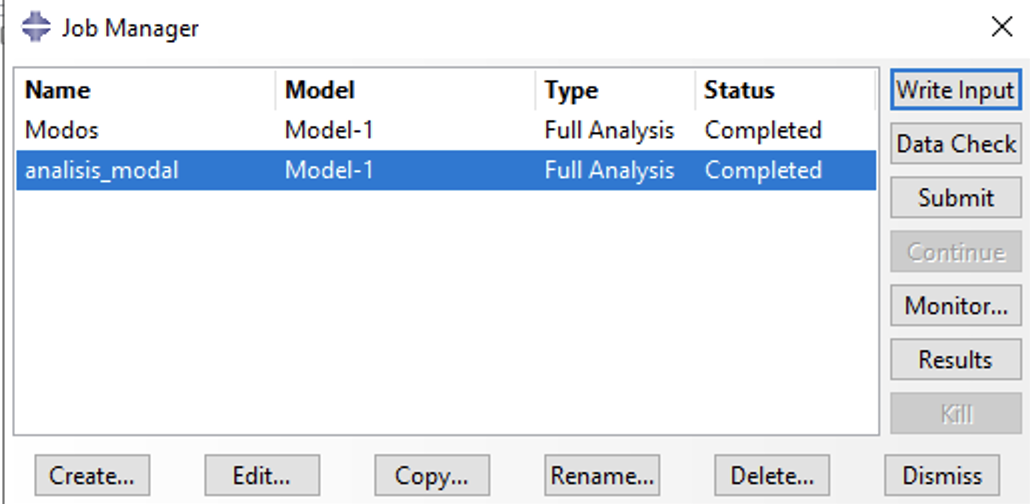 Job Manager
Name Model Type Status
Modos Model-1 Full Analysis Completed
analisis_modal Model-1 Full Analysis Completed
Write Input
Data Check
Submit
Continue
Monitor...
Results
Kill
Create... Edit... Copy... Rename... Delete... Dismiss